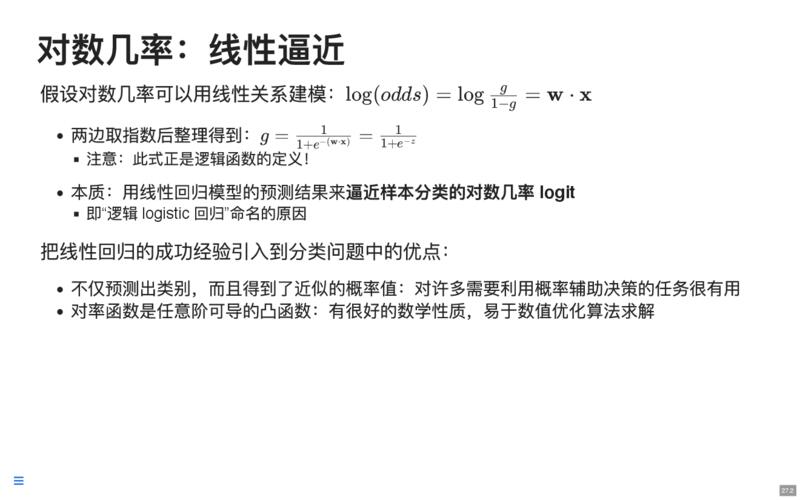 对数几率：线性逼近
假设对数几率可以用线性关系建模：log(odds) = log g/(1−g) = w · x
两边取指数后整理得到：g = 1/(1+e^−(w·x)) = 1/(1+e^−z)
注意：此式正是逻辑函数的定义！
本质：用线性回归模型的预测结果来逼近样本分类的对数几率 logit
即“逻辑 logistic 回归”命名的原因
把线性回归的成功经验引入到分类问题中的优点：
不仅预测出类别，而且得到了近似的概率值：对许多需要利用概率辅助决策的任务很有用
对率函数是任意阶可导的凸函数：有很好的数学性质，易于数值优化算法求解
27.2